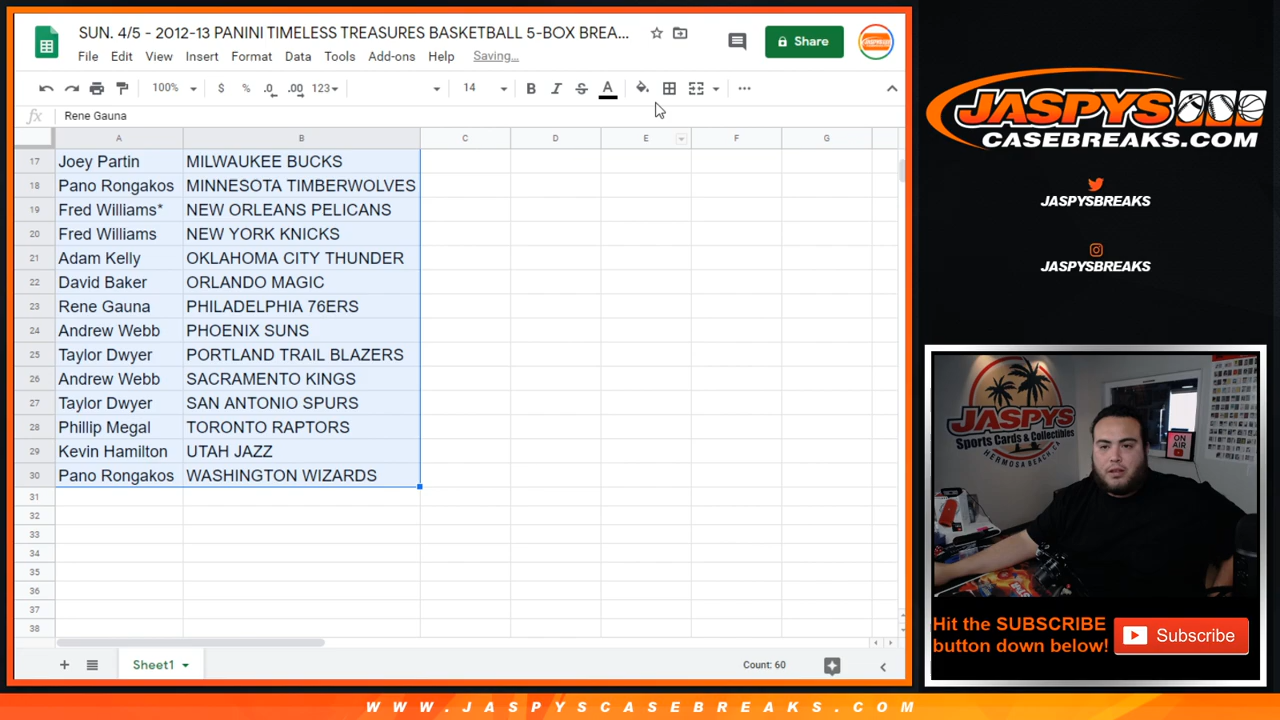 SUN. 4/5 - 2012-13 PANINI TIMELESS TREASURES BASKETBALL 5-BOX BREA...
Share
File Edit View Insert Format Data Tools Add-ons Help Saving...
100% $ % .0 .00 123 14 B I S A
fx Rene Gauna
A B C D E F G
17 Joey Partin MILWAUKEE BUCKS
18 Pano Rongakos MINNESOTA TIMBERWOLVES
19 Fred Williams* NEW ORLEANS PELICANS
20 Fred Williams NEW YORK KNICKS
21 Adam Kelly OKLAHOMA CITY THUNDER
22 David Baker ORLANDO MAGIC
23 Rene Gauna PHILADELPHIA 76ERS
24 Andrew Webb PHOENIX SUNS
25 Taylor Dwyer PORTLAND TRAIL BLAZERS
26 Andrew Webb SACRAMENTO KINGS
27 Taylor Dwyer SAN ANTONIO SPURS
28 Phillip Megal TORONTO RAPTORS
29 Kevin Hamilton UTAH JAZZ
30 Pano Rongakos WASHINGTON WIZARDS
31
32
33
34
35
36
37
38
Sheet1
Count: 60
JASPYS
CASEBREAKS.COM
JASPYSBREAKS
JASPYSBREAKS
JASPYS
Sports Cards & Collectibles
HERMOSA BEACH, CA
ON
AIR
Hit the SUBSCRIBE
button down below!
Subscribe
WWW.JASPYSCASEBREAKS.COM